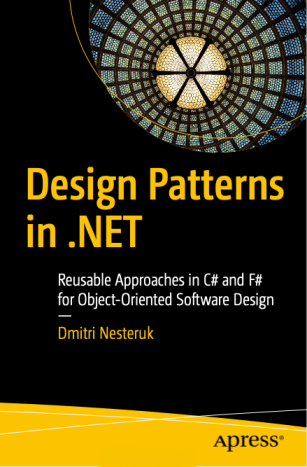 Design Patterns
in .NET
Reusable Approaches in C# and F#
for Object-Oriented Software Design
—
Dmitri Nesteruk
Apress®